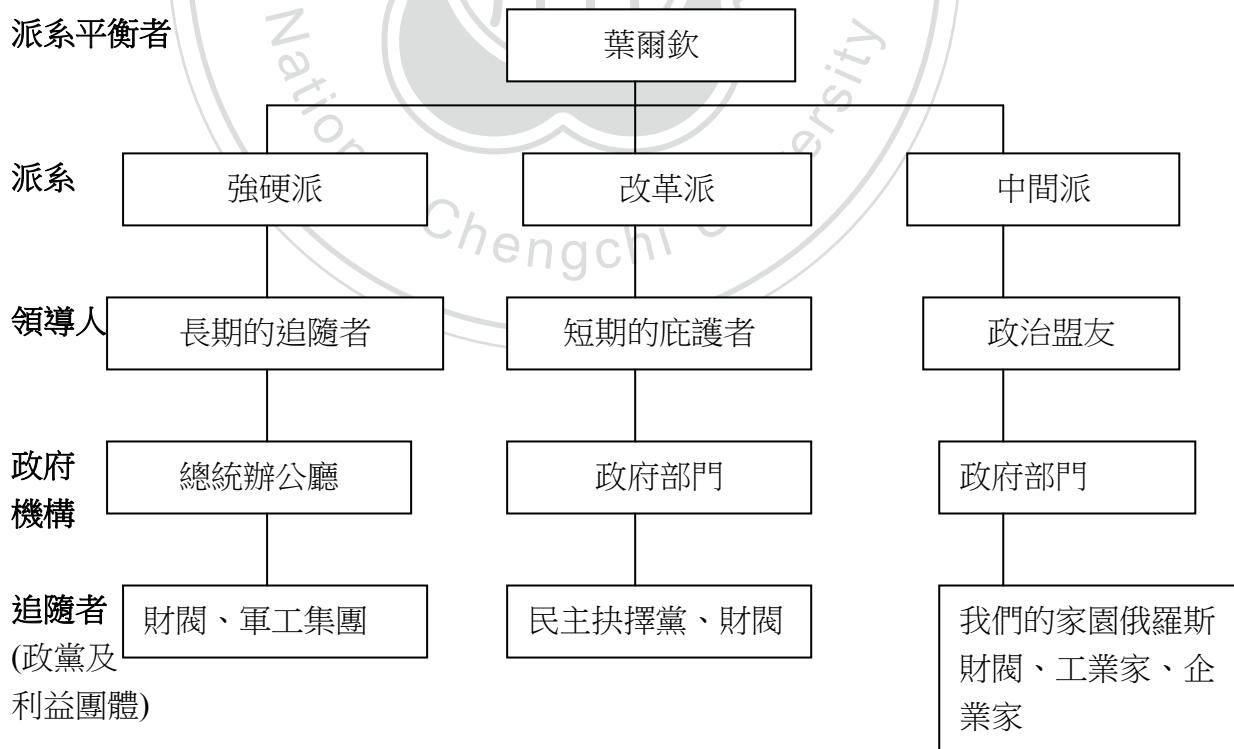 派系平衡者
葉爾欽
派系
強硬派
改革派
中間派
領導人
長期的追隨者
短期的庇護者
政治盟友
政府
機構
總統辦公廳
政府部門
政府部門
追隨者
(政黨及
利益團體)
財閥、軍工集團
民主抉擇黨、財閥
我們的家園俄羅斯
財閥、工業家、企
業家
National Chengchi